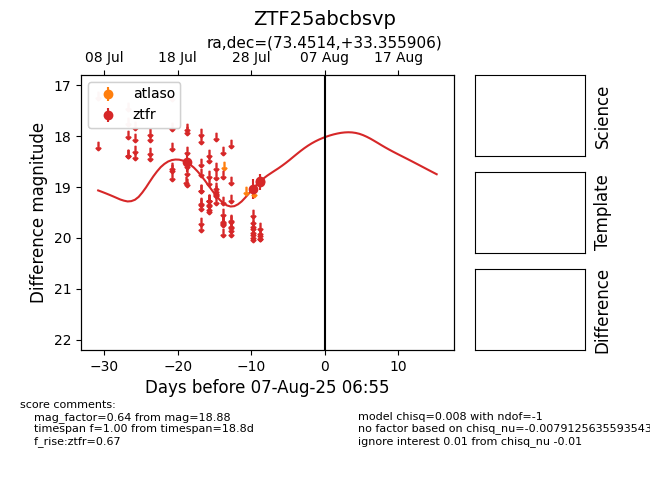 ZTF25abcbsvp
ra,dec=(73.4514,+33.355906)
08 Jul 18 Jul 28 Jul 07 Aug 17 Aug
atlaso
ztfr
17
18
19
20
21
22
Difference magnitude
−30 −20 −10 0 10
Days before 07-Aug-25 06:55
Science
Template
Difference
score comments:
mag_factor=0.64 from mag=18.88
timespan f=1.00 from timespan=18.8d
f_rise:ztfr=0.67
model chisq=0.008 with ndof=-1
no factor based on chisq_nu=-0.0079125635593543
ignore interest 0.01 from chisq_nu -0.01